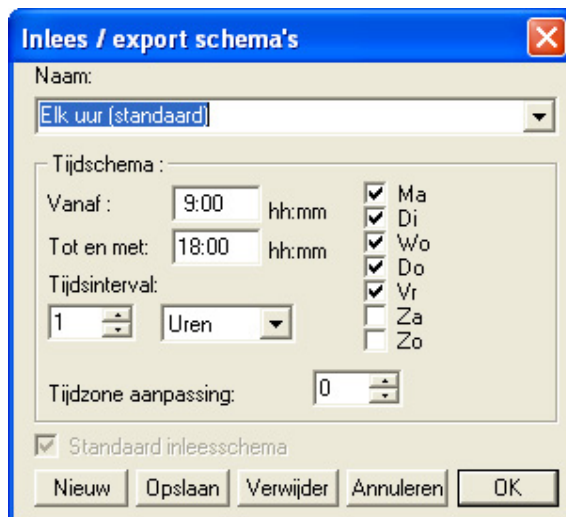 Inlees / export schema's
Naam:
Elk uur (standaard)
Tijdschema :
Vanaf : 9:00 hh:mm
Tot en met: 18:00 hh:mm
Tijdsinterval:
1 Uren
Ma
Di
Wo
Do
Vr
Za
Zo
Tijdzone aanpassing: 0
Standaard inleesschema
Nieuw Opslaan Verwijder Annuleren OK